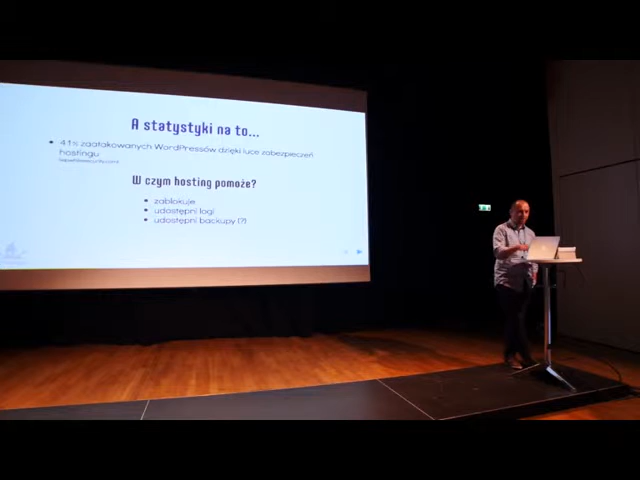 A statystyki na to...
• 41% zaatakowanych WordPressów dzięki luce zabezpieczeń
hostingu
W czym hosting pomoże?
• zablokuje
• udostępni logi
• udostępni backupy (?)